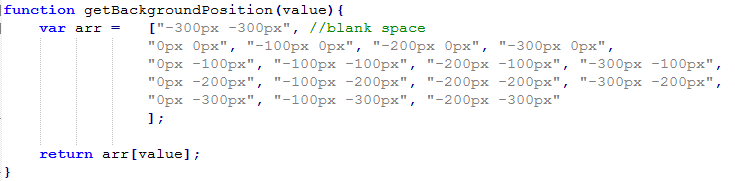 function getBackgroundPosition(value){
var arr = ["-300px -300px", //blank space
"0px 0px", "-100px 0px", "-200px 0px", "-300px 0px",
"0px -100px", "-100px -100px", "-200px -100px", "-300px -100px",
"0px -200px", "-100px -200px", "-200px -200px", "-300px -200px",
"0px -300px", "-100px -300px", "-200px -300px"
];
return arr[value];
}